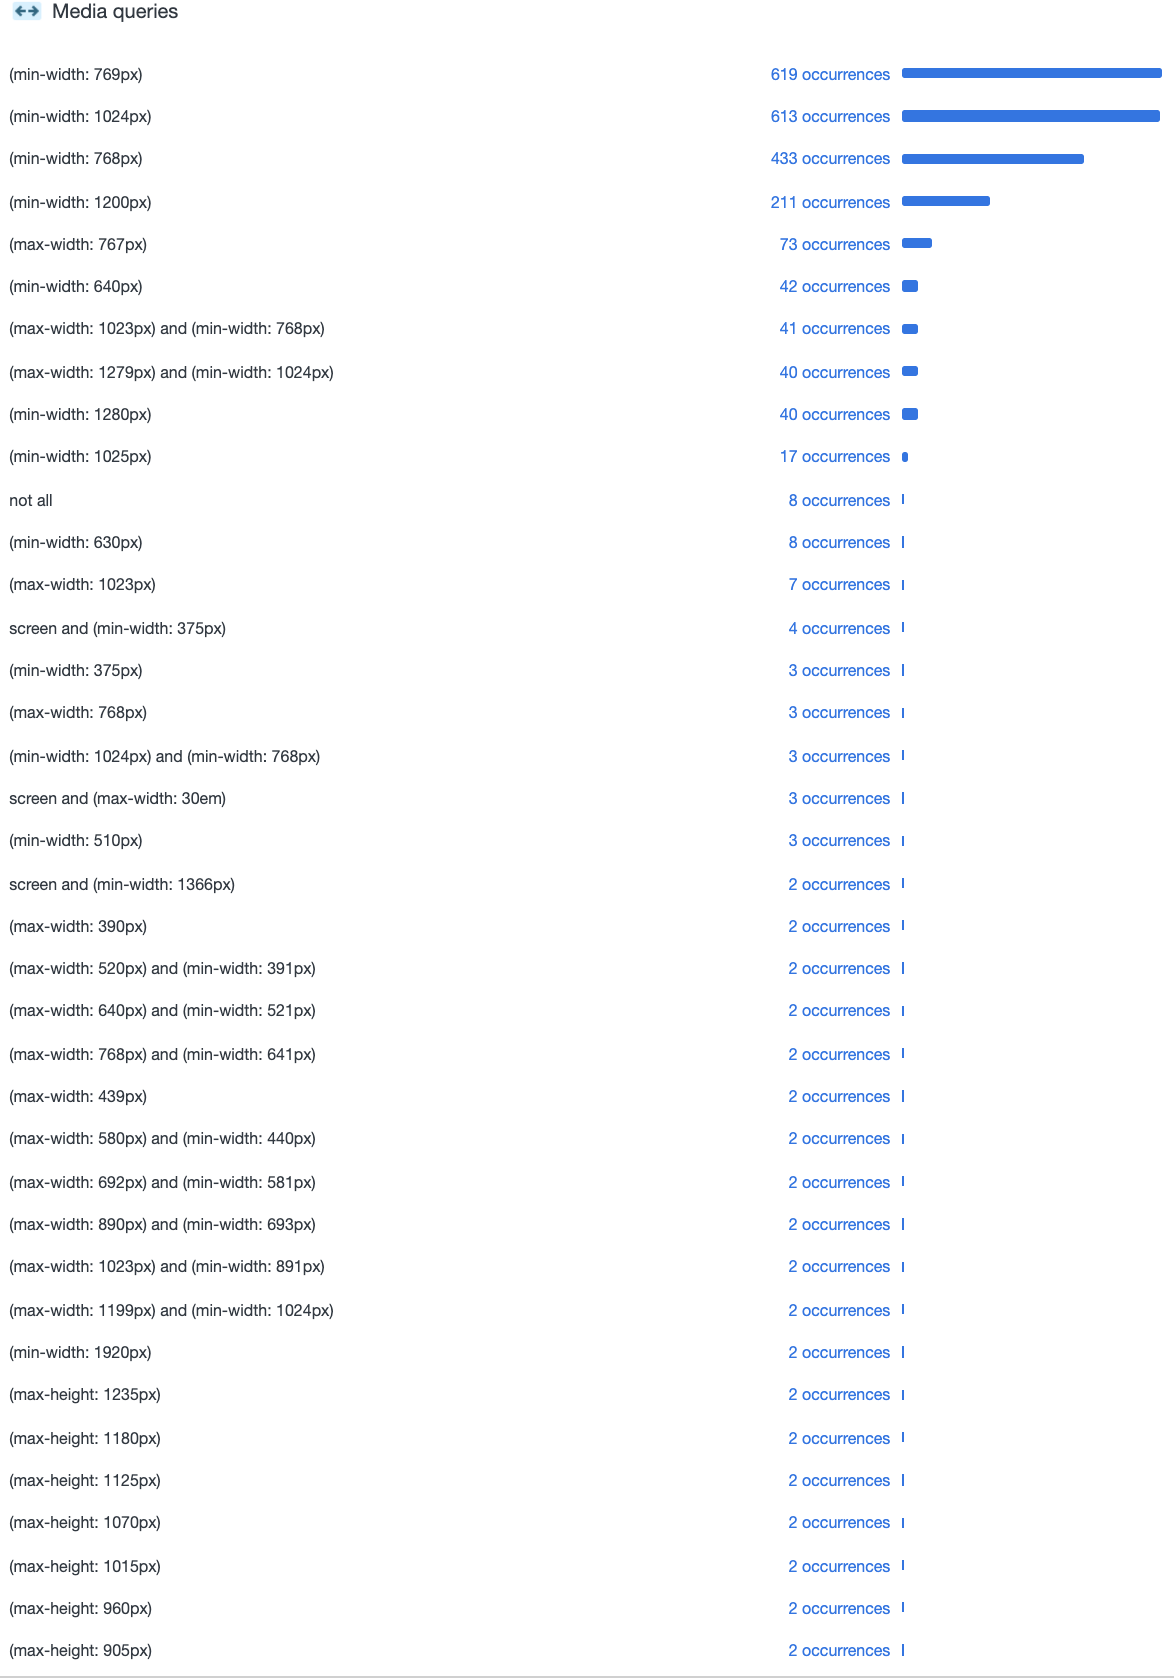 Media queries
(min-width: 769px) 619 occurrences
(min-width: 1024px) 613 occurrences
(min-width: 768px) 433 occurrences
(min-width: 1200px) 211 occurrences
(max-width: 767px) 73 occurrences
(min-width: 640px) 42 occurrences
(max-width: 1023px) and (min-width: 768px) 41 occurrences
(max-width: 1279px) and (min-width: 1024px) 40 occurrences
(min-width: 1280px) 40 occurrences
(min-width: 1025px) 17 occurrences
not all 8 occurrences
(min-width: 630px) 8 occurrences
(max-width: 1023px) 7 occurrences
screen and (min-width: 375px) 4 occurrences
(min-width: 375px) 3 occurrences
(max-width: 768px) 3 occurrences
(min-width: 1024px) and (min-width: 768px) 3 occurrences
screen and (max-width: 30em) 3 occurrences
(min-width: 510px) 3 occurrences
screen and (min-width: 1366px) 2 occurrences
(max-width: 390px) 2 occurrences
(max-width: 520px) and (min-width: 391px) 2 occurrences
(max-width: 640px) and (min-width: 521px) 2 occurrences
(max-width: 768px) and (min-width: 641px) 2 occurrences
(max-width: 439px) 2 occurrences
(max-width: 580px) and (min-width: 440px) 2 occurrences
(max-width: 692px) and (min-width: 581px) 2 occurrences
(max-width: 890px) and (min-width: 693px) 2 occurrences
(max-width: 1023px) and (min-width: 891px) 2 occurrences
(max-width: 1199px) and (min-width: 1024px) 2 occurrences
(min-width: 1920px) 2 occurrences
(max-height: 1235px) 2 occurrences
(max-height: 1180px) 2 occurrences
(max-height: 1125px) 2 occurrences
(max-height: 1070px) 2 occurrences
(max-height: 1015px) 2 occurrences
(max-height: 960px) 2 occurrences
(max-height: 905px) 2 occurrences